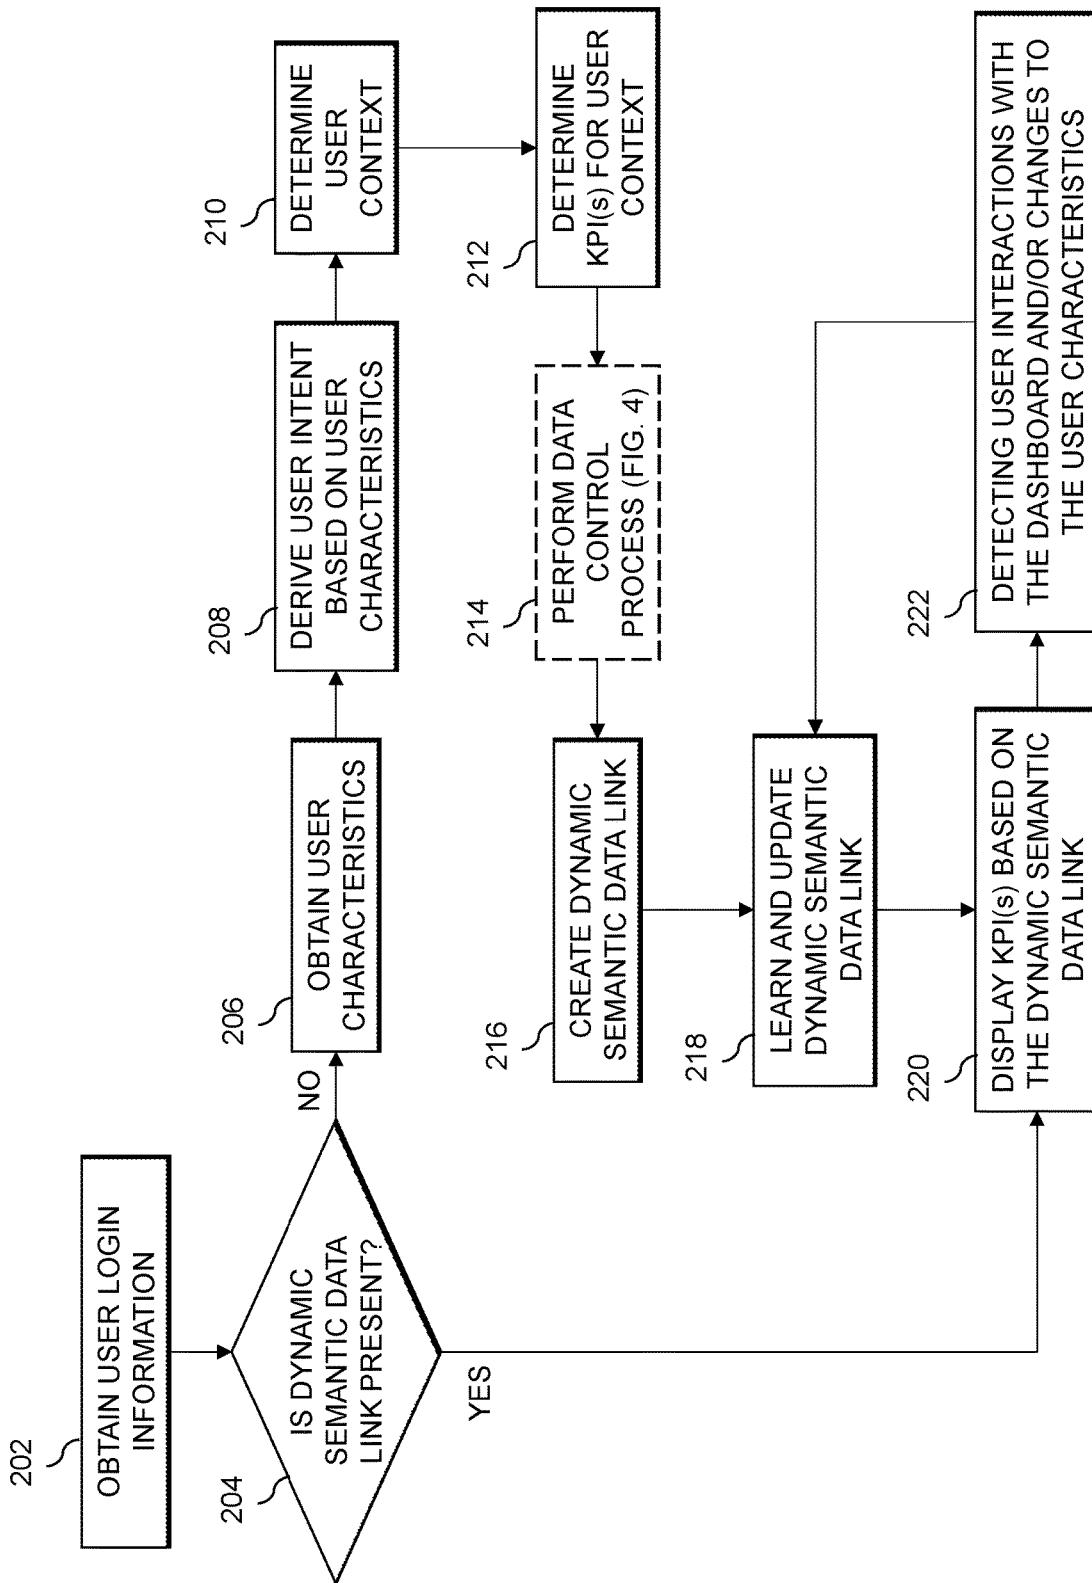 202
OBTAIN USER LOGIN
INFORMATION
204
IS DYNAMIC
SEMANTIC DATA
LINK PRESENT?
NO
YES
206
OBTAIN USER
CHARACTERISTICS
208
DERIVE USER INTENT
BASED ON USER
CHARACTERISTICS
210
DETERMINE
USER
CONTEXT
212
DETERMINE
KPI(s) FOR USER
CONTEXT
214
PERFORM DATA
CONTROL
PROCESS (FIG. 4)
216
CREATE DYNAMIC
SEMANTIC DATA LINK
218
LEARN AND UPDATE
DYNAMIC SEMANTIC
DATA LINK
220
DISPLAY KPI(s) BASED ON
THE DYNAMIC SEMANTIC
DATA LINK
222
DETECTING USER INTERACTIONS WITH
THE DASHBOARD AND/OR CHANGES TO
THE USER CHARACTERISTICS